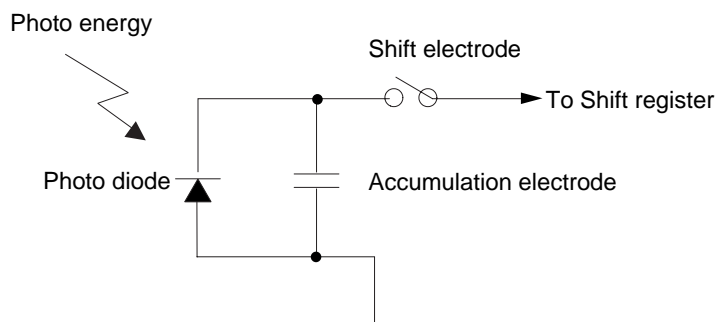 Photo energy
Shift electrode
To Shift register
Photo diode
Accumulation electrode